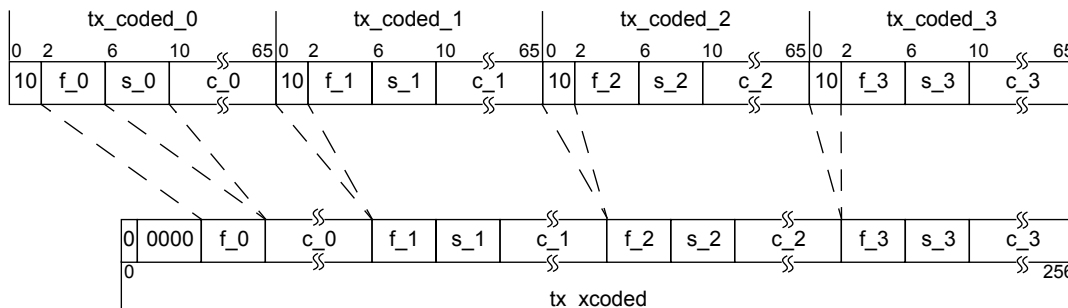 tx_coded_0 tx_coded_1 tx_coded_2 tx_coded_3
0 2 6 10 65 0 2 6 10 65 0 2 6 10 65 0 2 6 10 65
10 f_0 s_0 c_0 10 f_1 s_1 c_1 10 f_2 s_2 c_2 10 f_3 s_3 c_3
0 0000 f_0 c_0 f_1 s_1 c_1 f_2 s_2 c_2 f_3 s_3 c_3
0 256
tx_xcoded